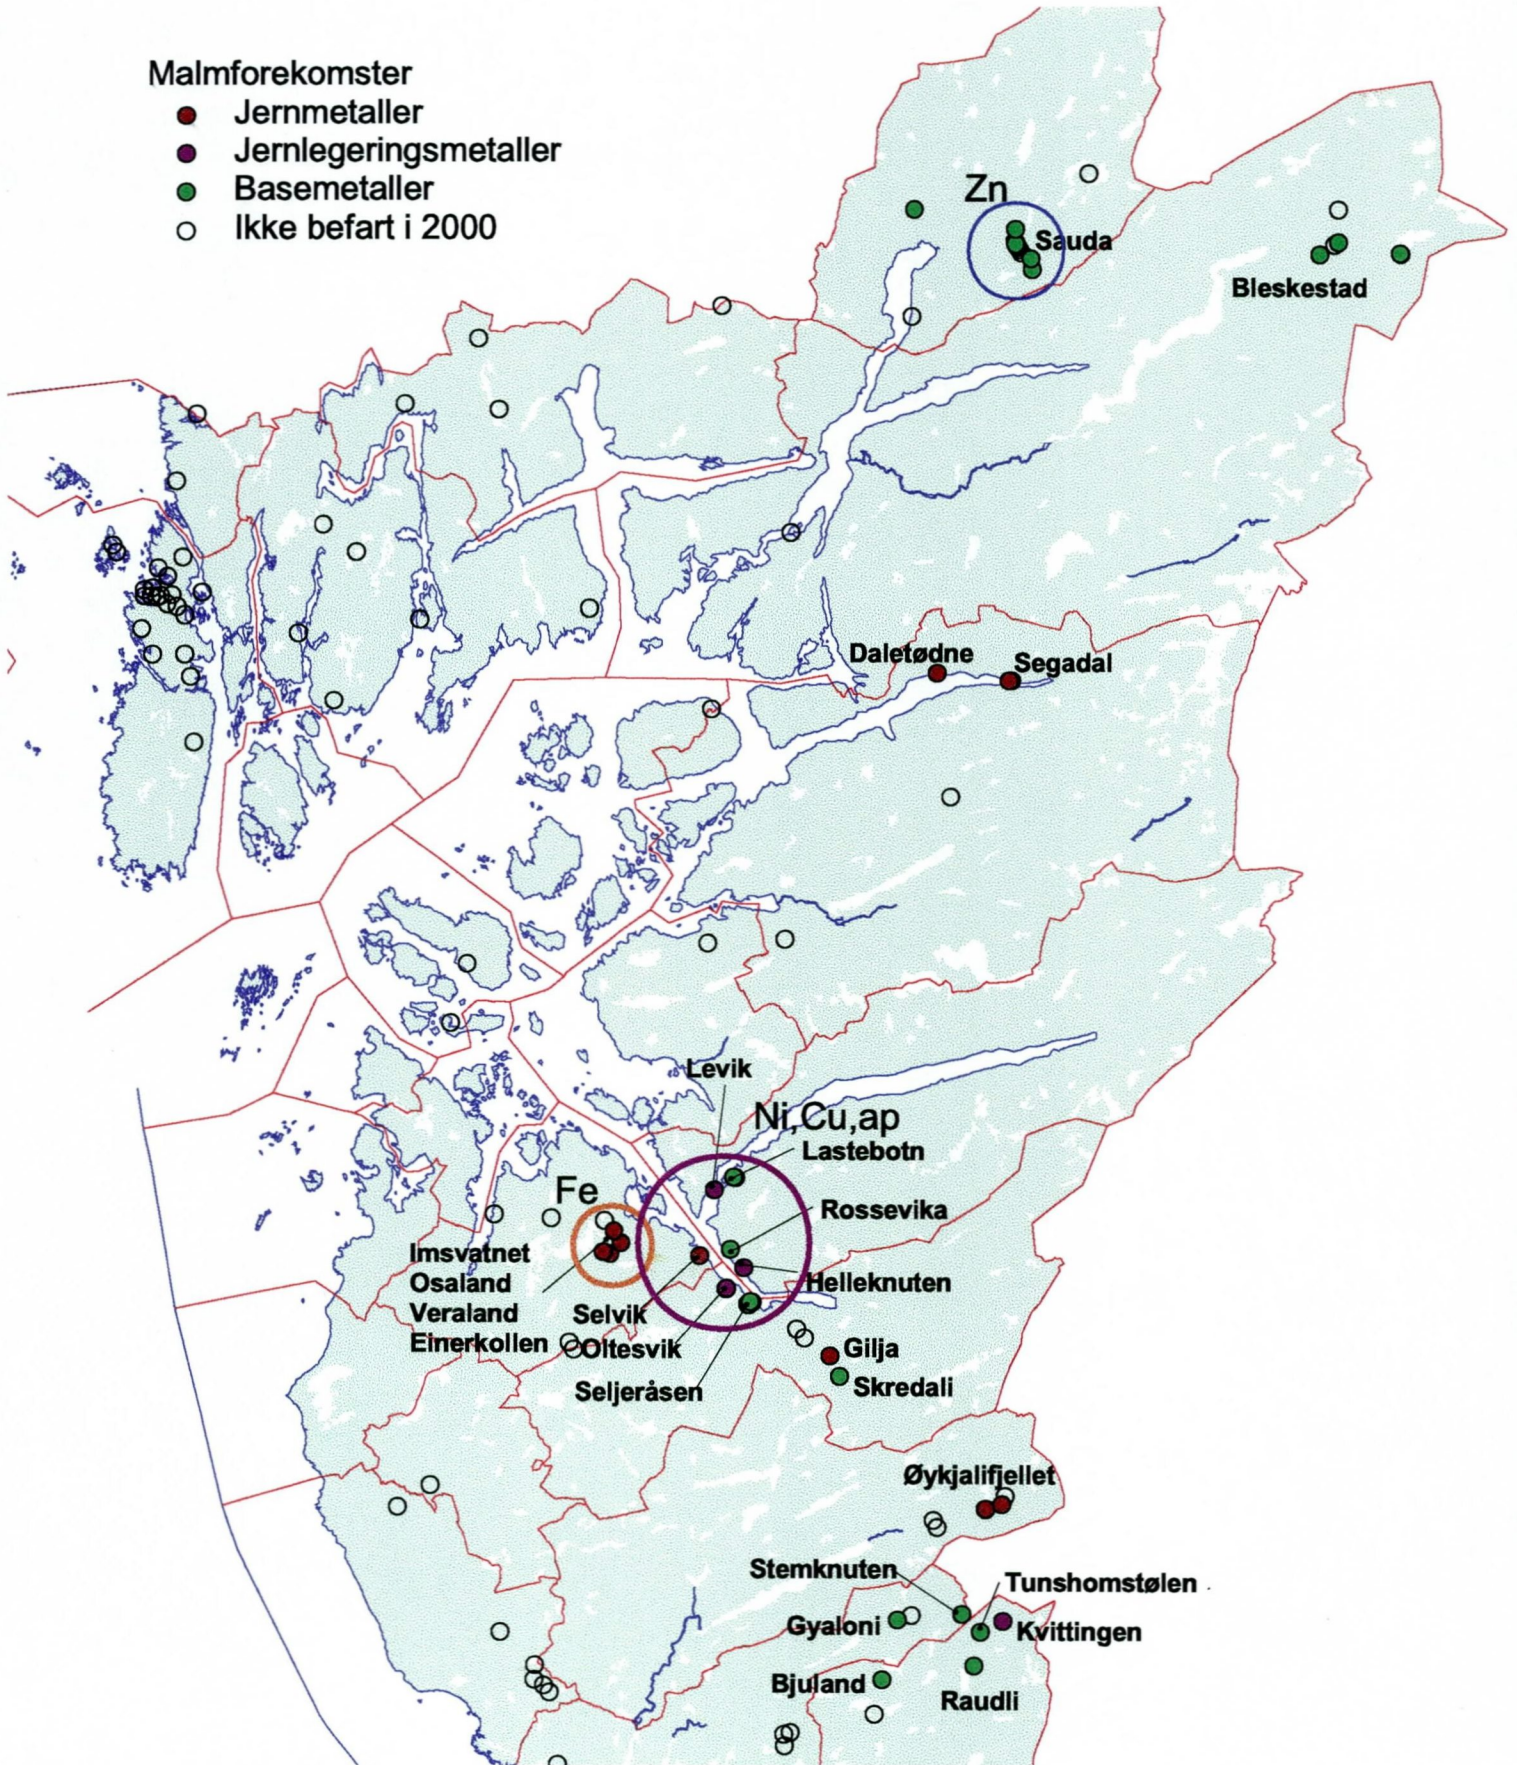 Malmforekomster
Jernmetaller
Jernlegeringsmetaller
Basemetaller
Ikke befart i 2000
Zn
Sauda
Bleskestad
Daletødne
Segadal
Levik
Ni,Cu,ap
Lastebotn
Fe
Rossevika
Imsvatnet
Osaland
Veraland
Einerkollen
Helleknuten
Selvik
Oltesvik
Seljeråsen
Gilja
Skredali
Øykjalifjellet
Stemknuten
Tunshomstølen
Gyaloni
Kvittingen
Bjuland
Raudli